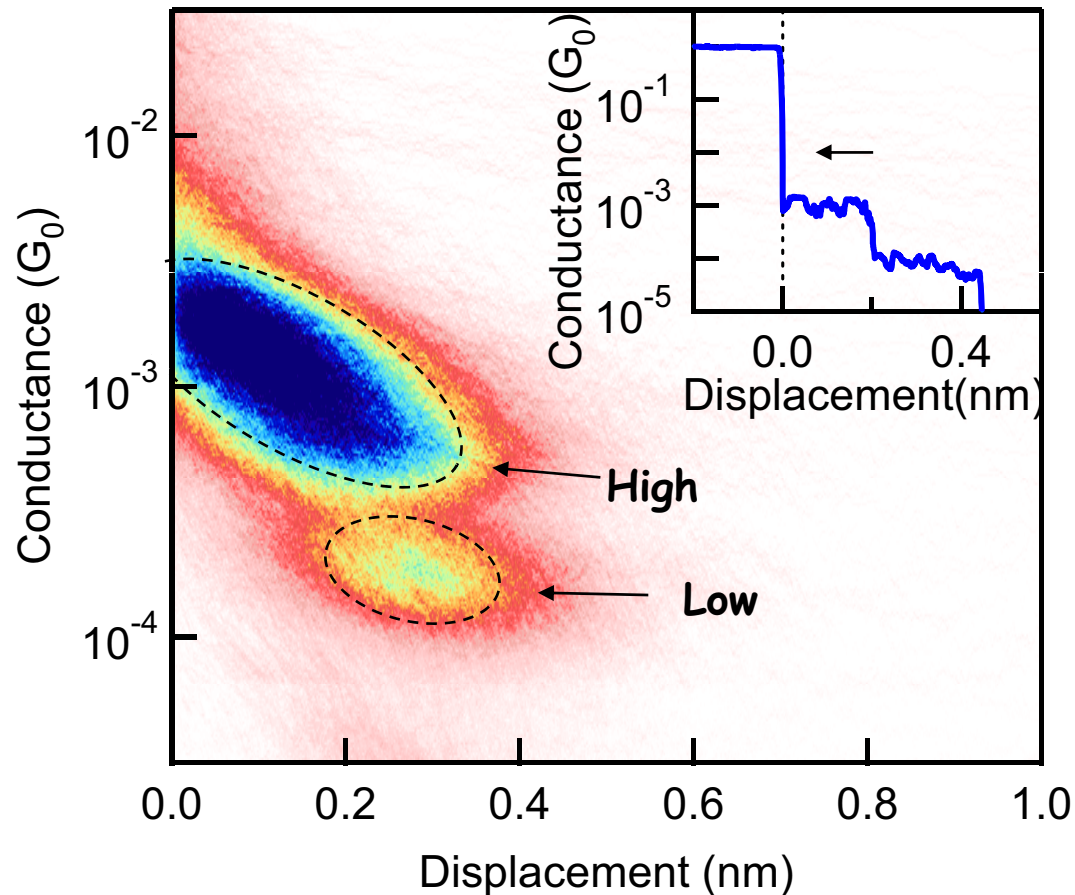 Conductance (G₀)
10⁻²
10⁻³
10⁻⁴
0.0 0.2 0.4 0.6 0.8 1.0
Displacement (nm)
High
Low
Conductance (G₀)
10⁻¹
10⁻³
10⁻⁵
0.0 0.4
Displacement(nm)